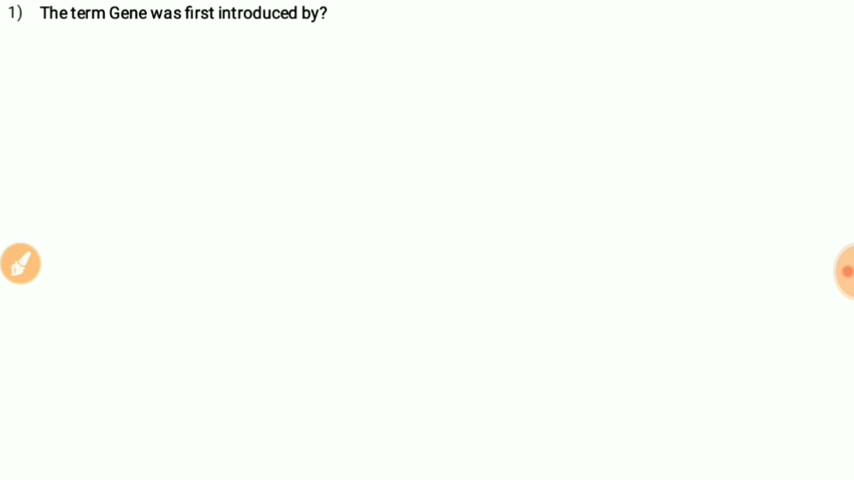 1) The term Gene was first introduced by?